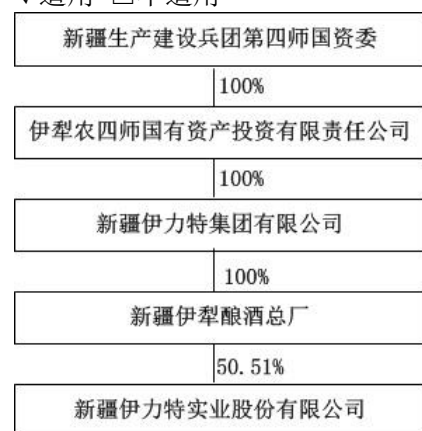 新疆生产建设兵团第四师国资委
100%
伊犁农四师国有资产投资有限责任公司
100%
新疆伊力特集团有限公司
100%
新疆伊犁酿酒总厂
50.51%
新疆伊力特实业股份有限公司